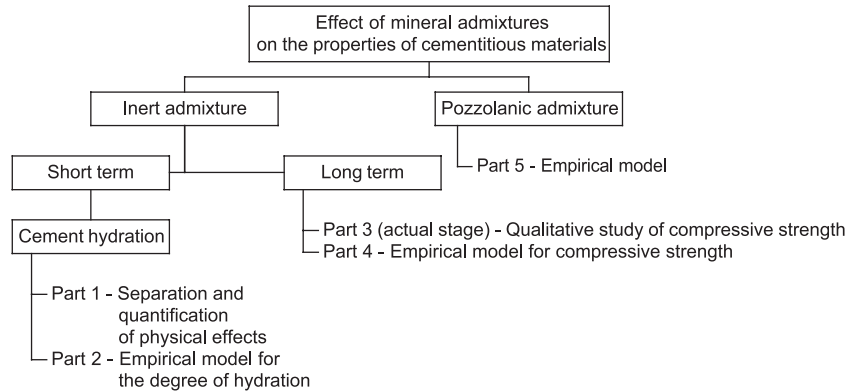 Effect of mineral admixtures
on the properties of cementitious materials
Inert admixture
Pozzolanic admixture
Part 5 - Empirical model
Short term
Long term
Part 3 (actual stage) - Qualitative study of compressive strength
Part 4 - Empirical model for compressive strength
Cement hydration
Part 1 - Separation and
quantification
of physical effects
Part 2 - Empirical model for
the degree of hydration